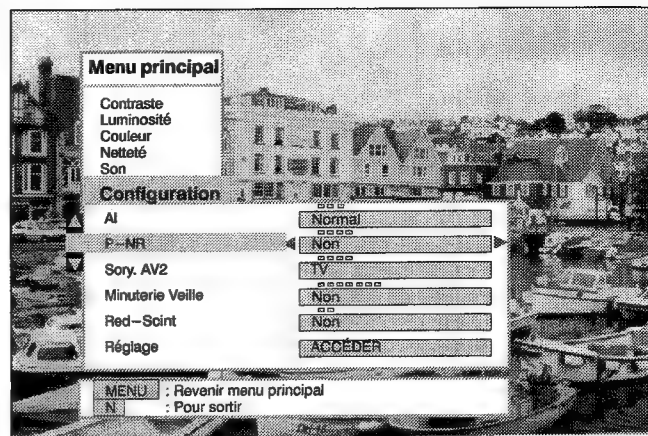 Menu principal
Contraste
Luminosité
Couleur
Netteté
Son
Configuration
AI Normal
P-NR Non
Sory. AV2 TV
Minuterie Veille Non
Red-Scint Non
Réglage ACCÉDER
MENU : Revenir menu principal
N : Pour sortir